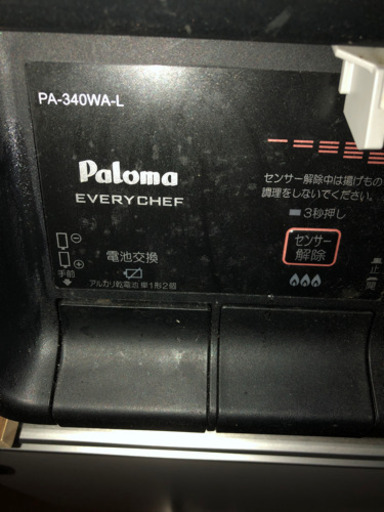 PA-340WA-L
Paloma
EVERYCHEF
センサー解除中は揚げもの
調理をしないでください。
3秒押し
センサー
解除
電池交換
手前
アルカリ乾電池 単1形2個
止